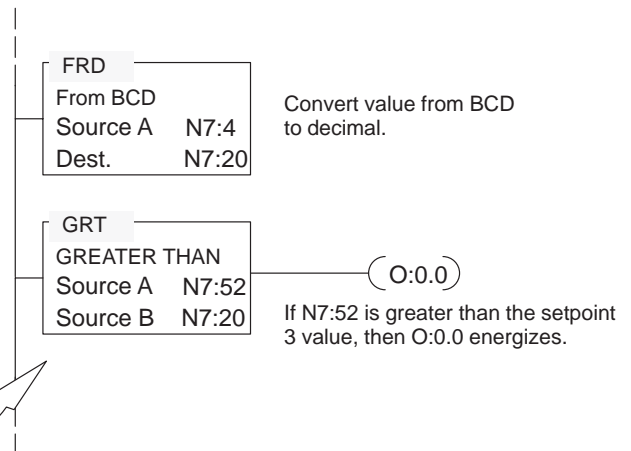 FRD
From BCD
Source A N7:4
Dest. N7:20
Convert value from BCD
to decimal.
GRT
GREATER THAN
Source A N7:52
Source B N7:20
O:0.0
If N7:52 is greater than the setpoint
3 value, then O:0.0 energizes.